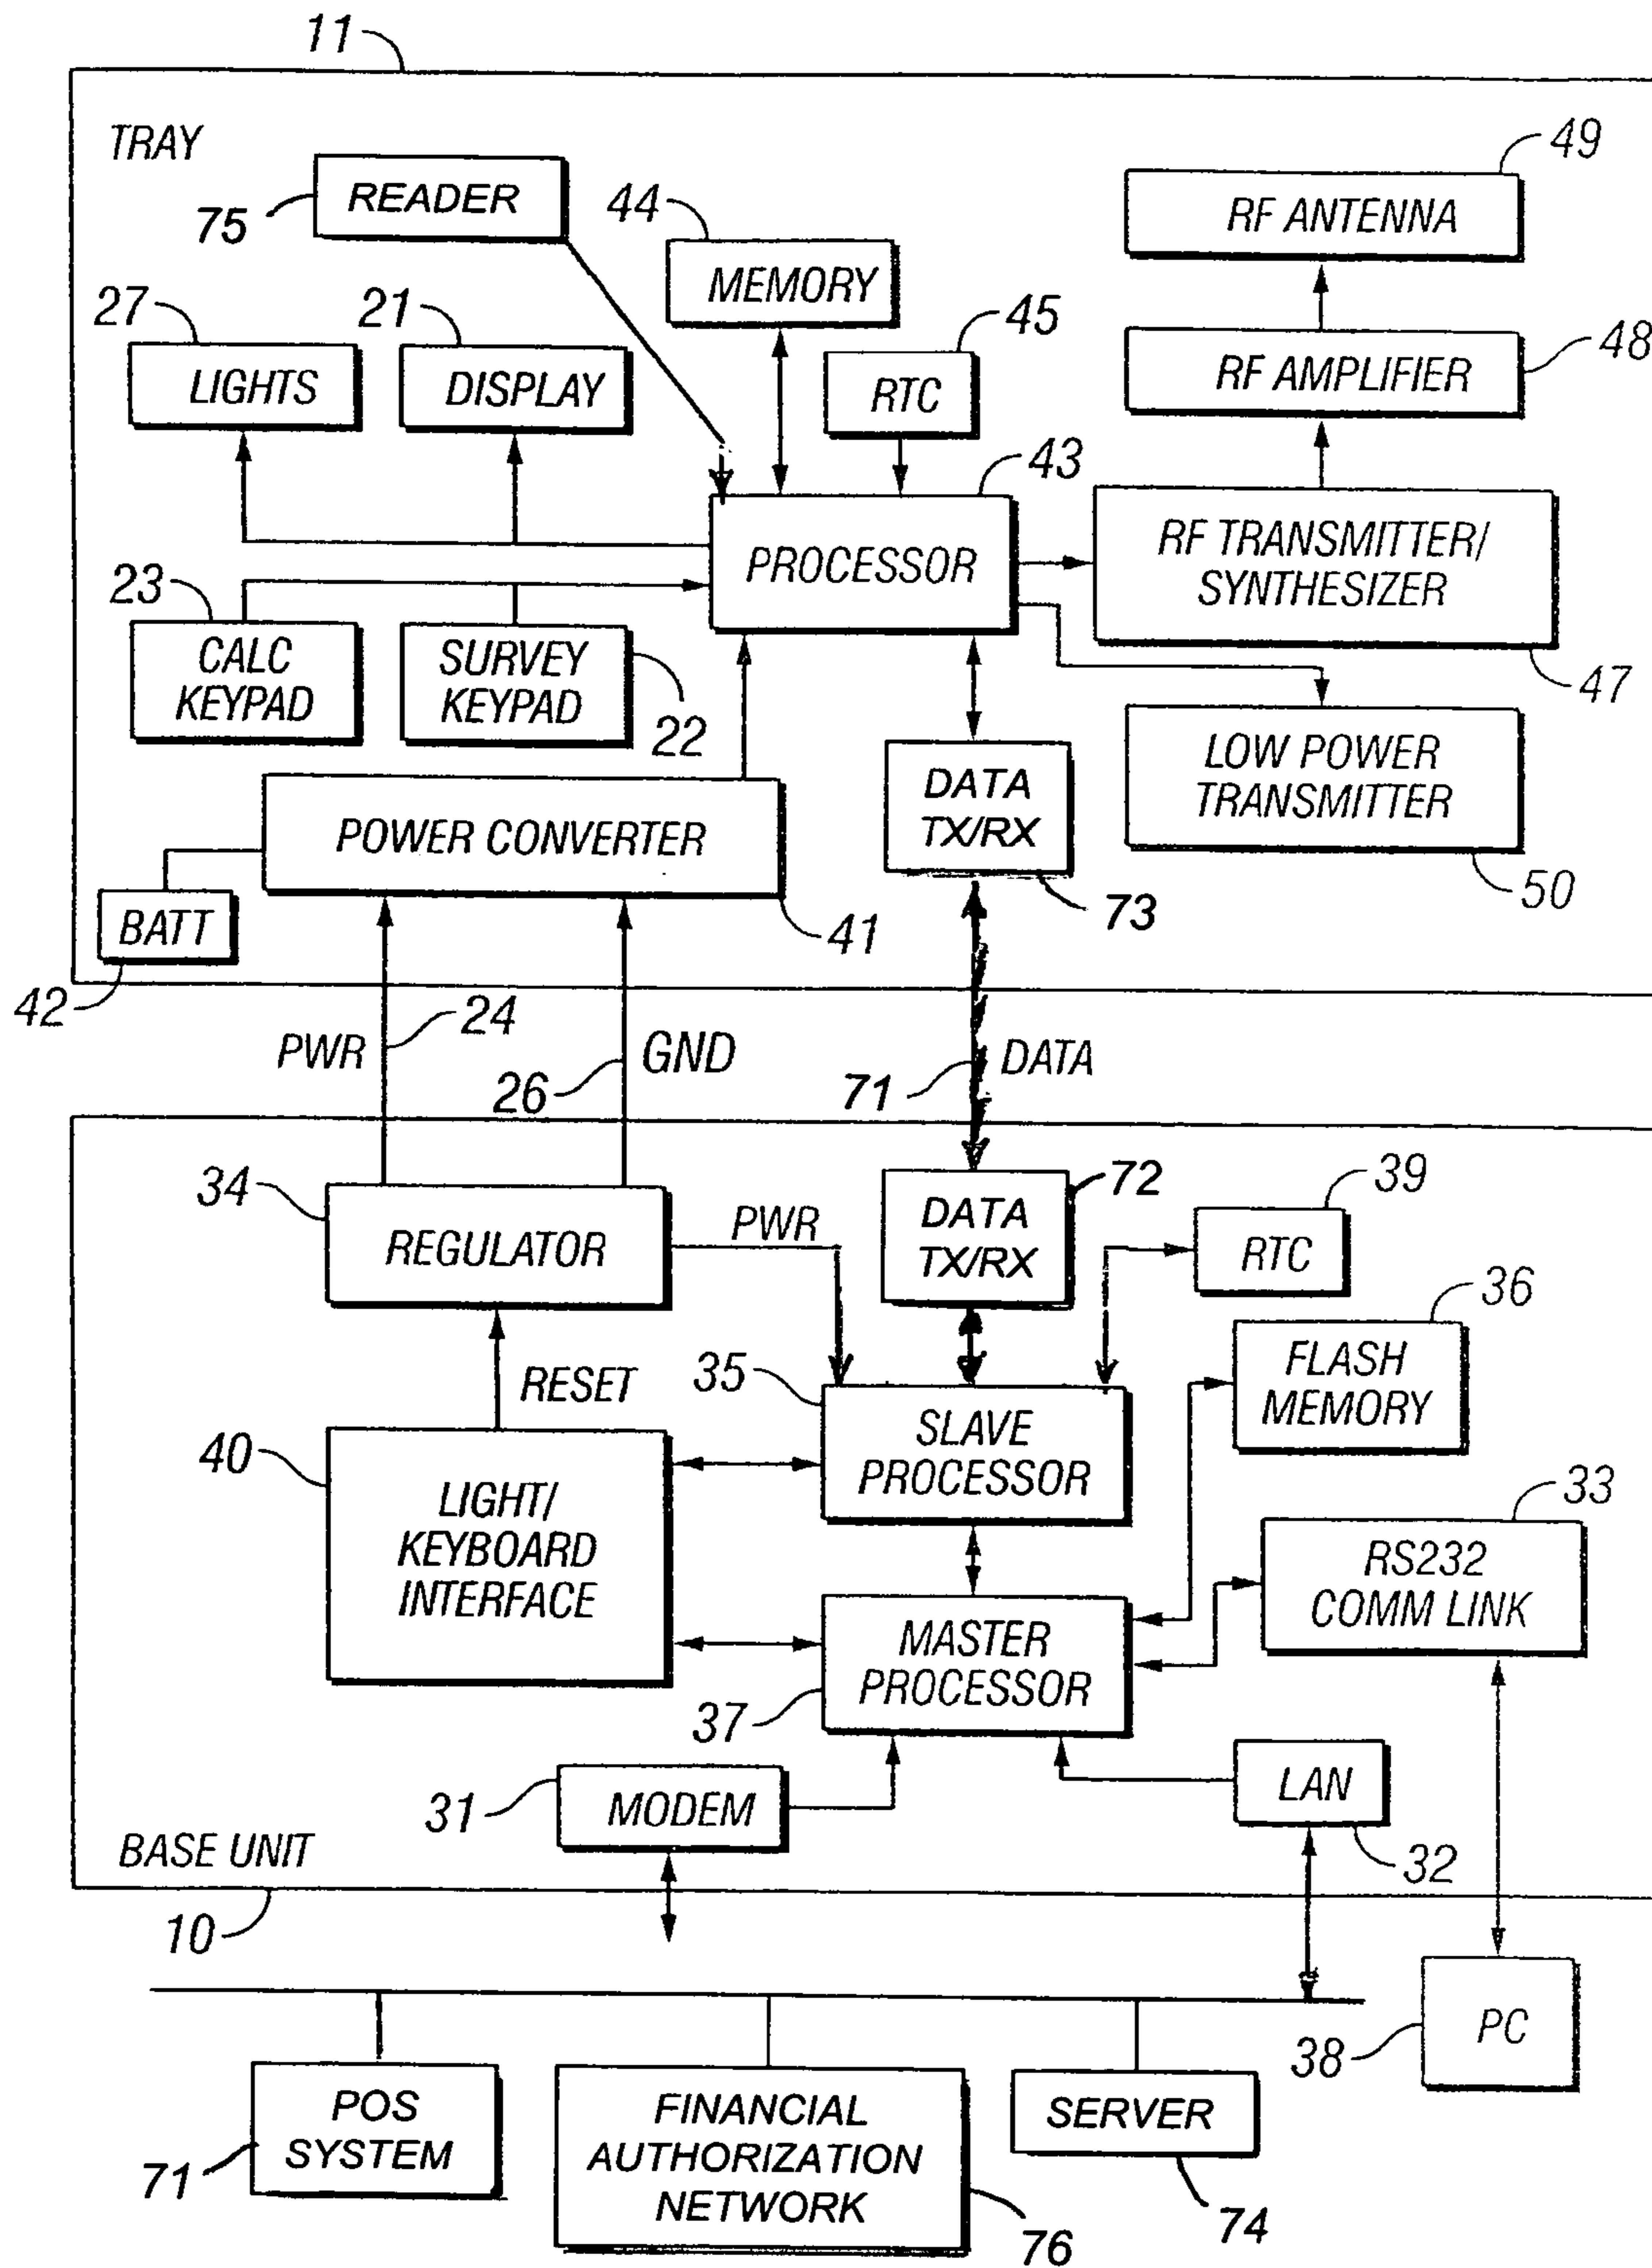 11
TRAY
READER
75
44
MEMORY
49
RF ANTENNA
27
LIGHTS
21
DISPLAY
45
RTC
RF AMPLIFIER
48
43
PROCESSOR
RF TRANSMITTER/
SYNTHESIZER
47
23
CALC
KEYPAD
SURVEY
KEYPAD
22
LOW POWER
TRANSMITTER
50
DATA
TX/RX
73
POWER CONVERTER
41
BATT
42
PWR
24
26
GND
71
DATA
34
REGULATOR
PWR
DATA
TX/RX
72
39
RTC
36
FLASH
MEMORY
RESET
35
SLAVE
PROCESSOR
40
LIGHT/
KEYBOARD
INTERFACE
33
RS232
COMM LINK
MASTER
PROCESSOR
37
31
MODEM
LAN
32
BASE UNIT
10
PC
38
POS
SYSTEM
71
FINANCIAL
AUTHORIZATION
NETWORK
76
SERVER
74